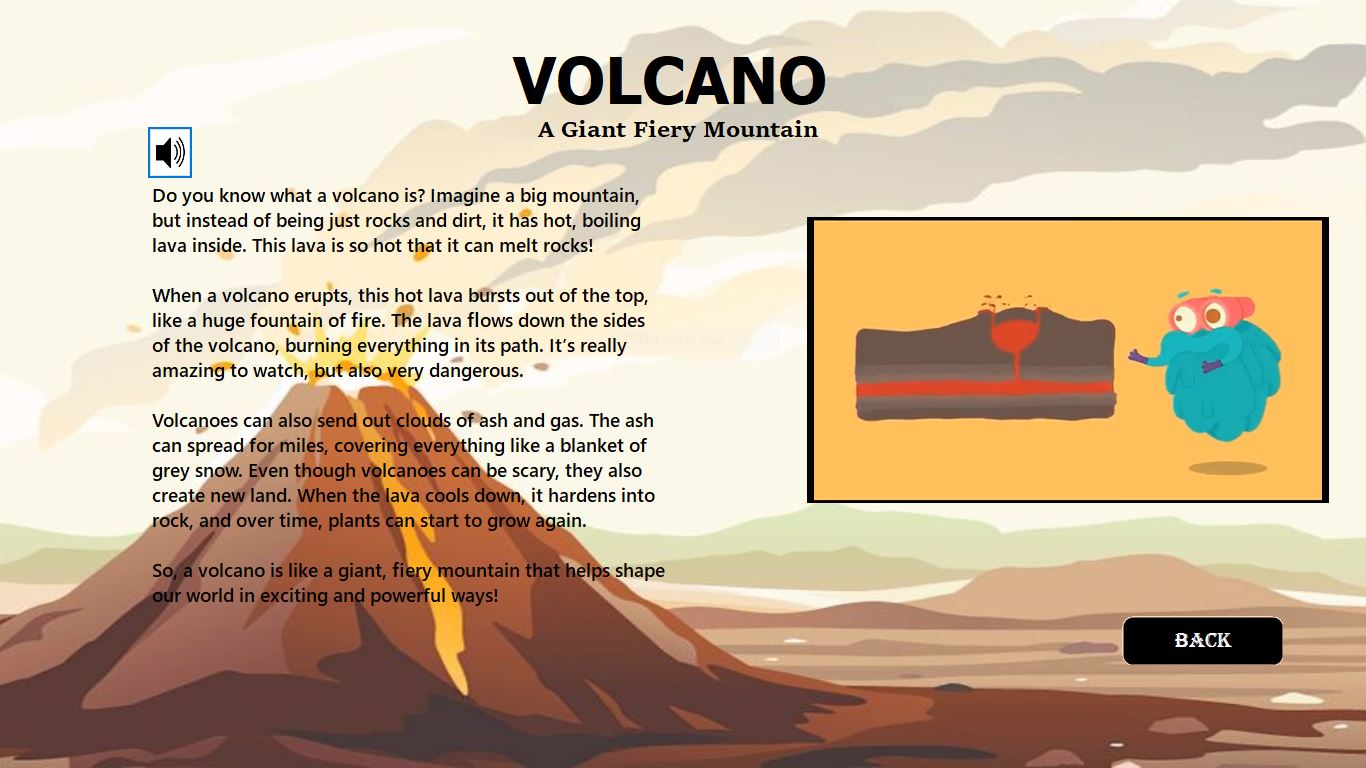 VOLCANO
A Giant Fiery Mountain
Do you know what a volcano is? Imagine a big mountain,
but instead of being just rocks and dirt, it has hot, boiling
lava inside. This lava is so hot that it can melt rocks!
When a volcano erupts, this hot lava bursts out of the top,
like a huge fountain of fire. The lava flows down the sides
of the volcano, burning everything in its path. It’s really
amazing to watch, but also very dangerous.
Volcanoes can also send out clouds of ash and gas. The ash
can spread for miles, covering everything like a blanket of
grey snow. Even though volcanoes can be scary, they also
create new land. When the lava cools down, it hardens into
rock, and over time, plants can start to grow again.
So, a volcano is like a giant, fiery mountain that helps shape
our world in exciting and powerful ways!
Full-screen Snip
BACK